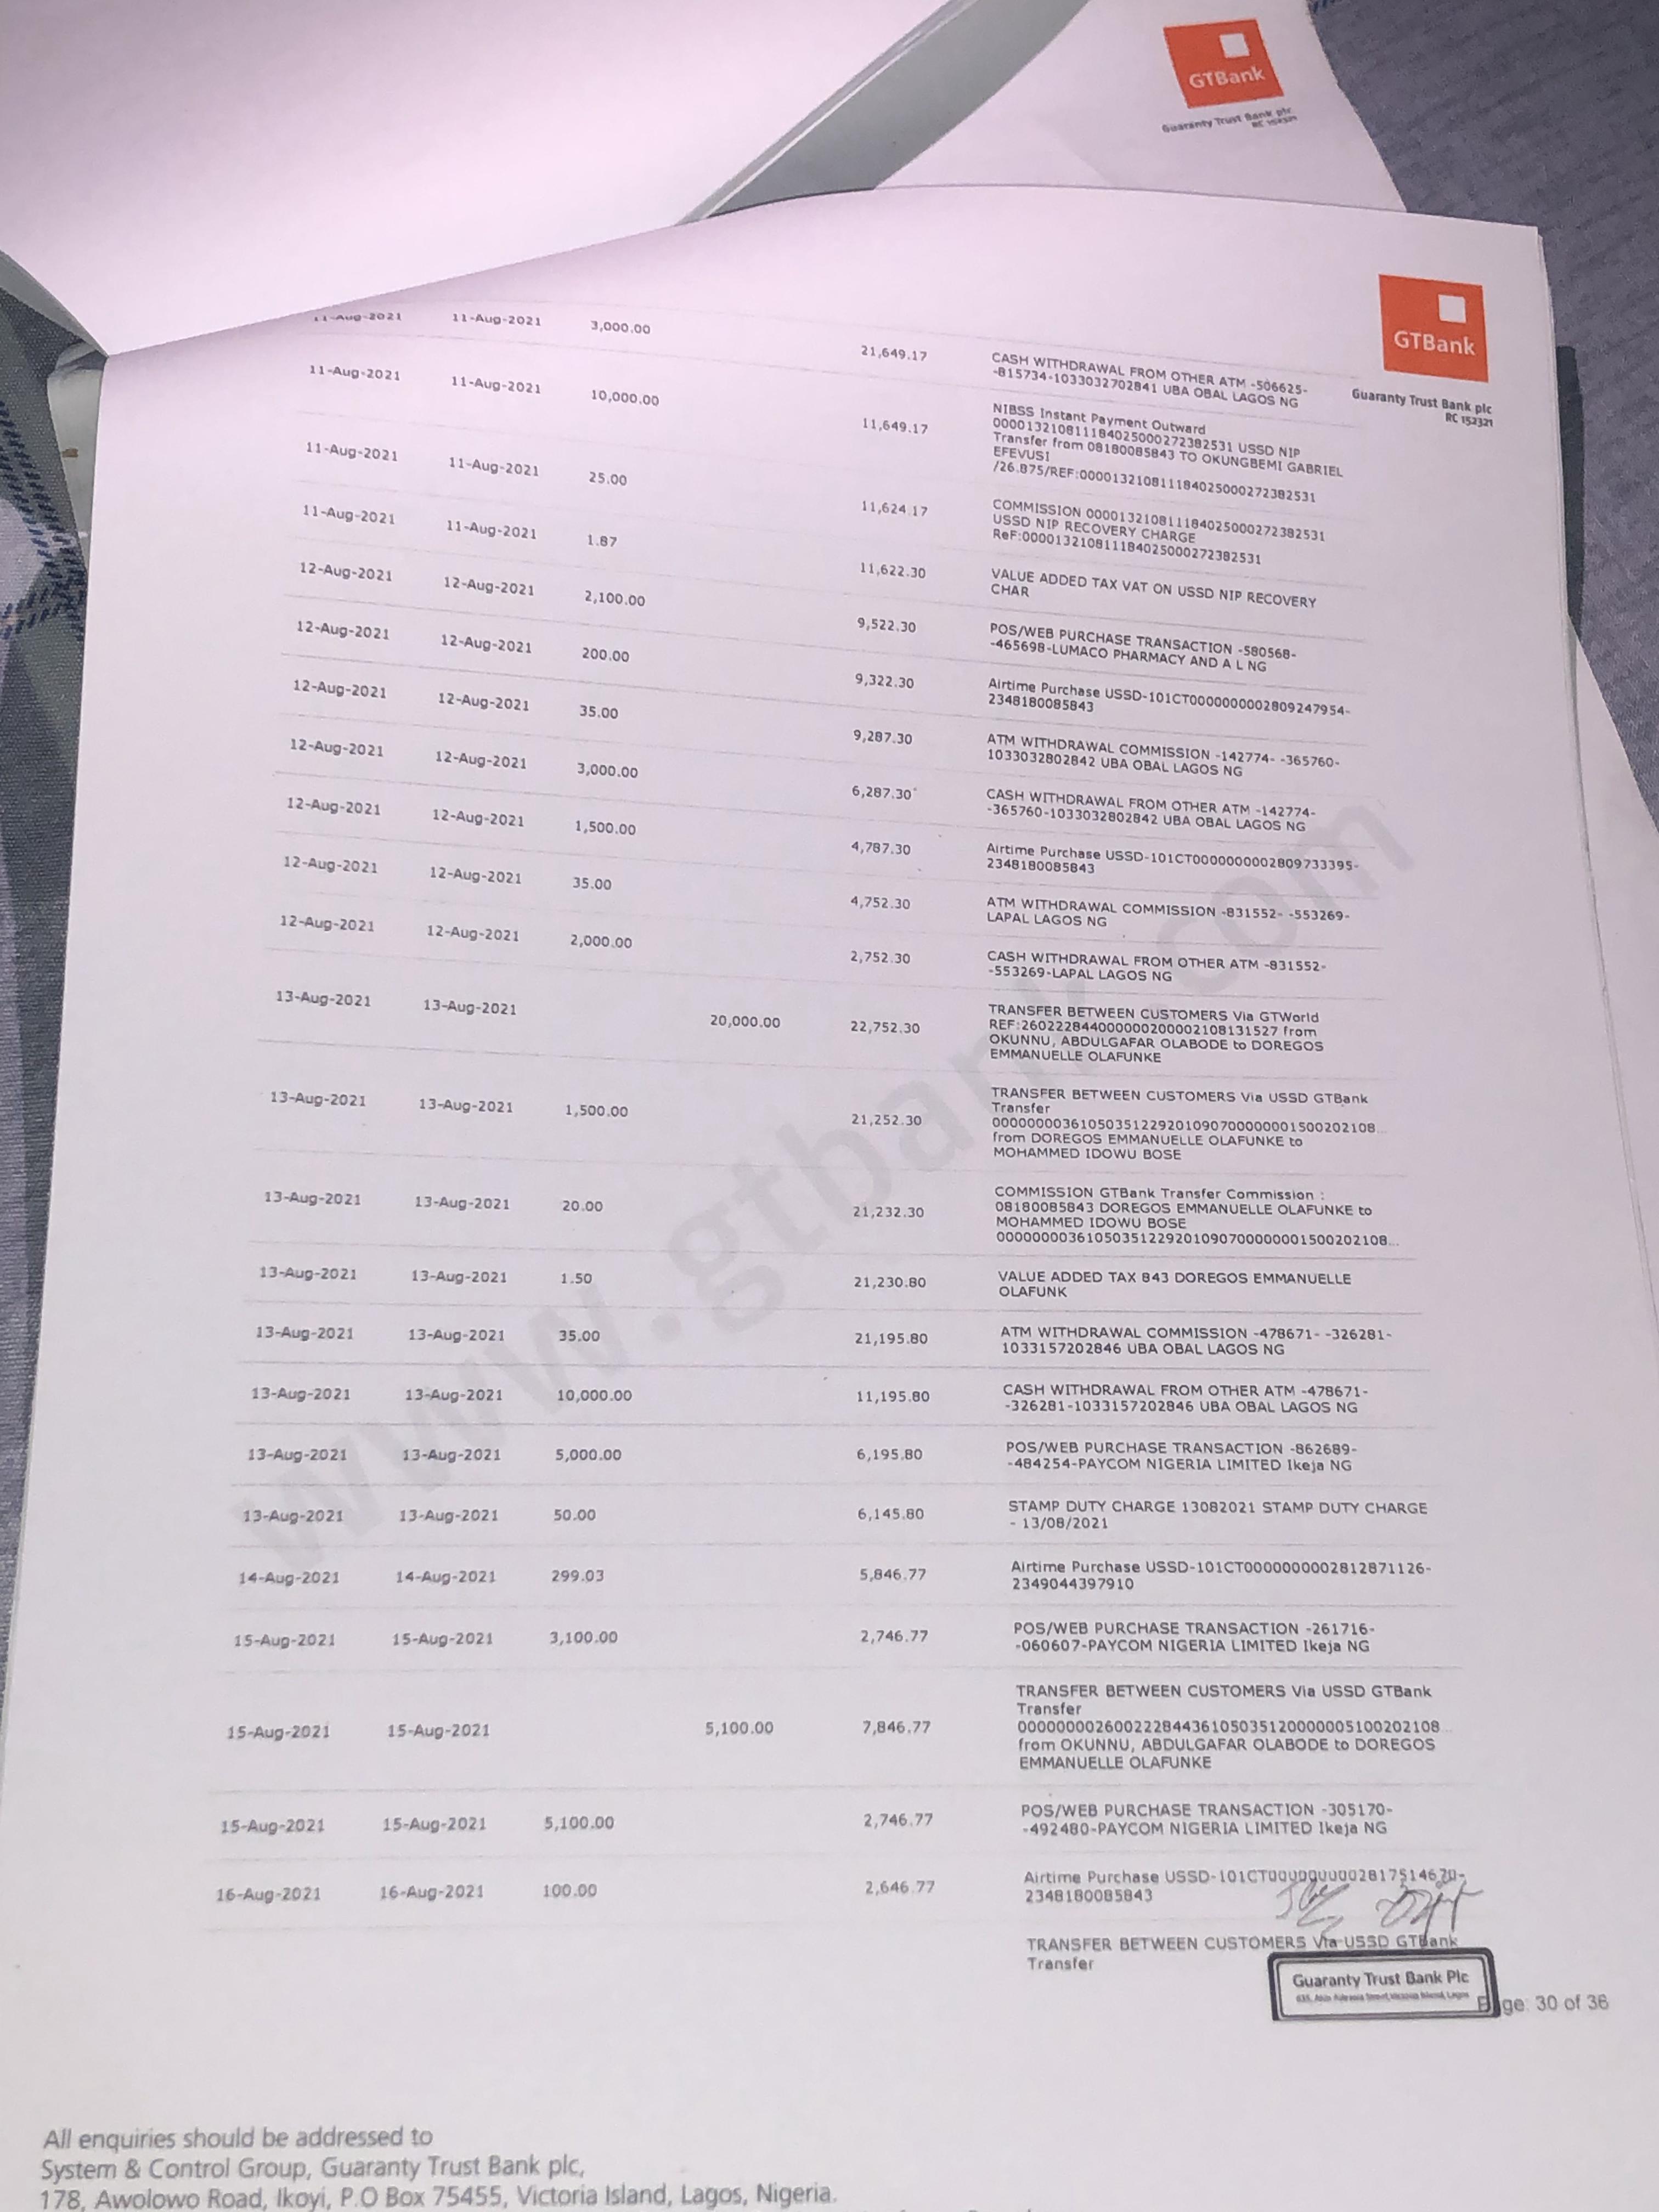 GTBank
Guaranty Trust Bank plc
RC 152321
GTBank
Guaranty Trust Bank plc
RC 152321
11-Aug-2021 11-Aug-2021 3,000.00 21,649.17 CASH WITHDRAWAL FROM OTHER ATM -506625-
-815734-1033032702841 UBA OBAL LAGOS NG
11-Aug-2021 11-Aug-2021 10,000.00 11,649.17 NIBSS Instant Payment Outward
000013210811184025000272382531 USSD NIP
Transfer from 08180085843 TO OKUNGBEMI GABRIEL
EFEVUSI
11-Aug-2021 11-Aug-2021 25.00 11,624.17 /26.875/REF:000013210811184025000272382531
COMMISSION 000013210811184025000272382531
USSD NIP RECOVERY CHARGE
11-Aug-2021 11-Aug-2021 1.87 11,622.30 ReF:000013210811184025000272382531
VALUE ADDED TAX VAT ON USSD NIP RECOVERY
CHAR
12-Aug-2021 12-Aug-2021 2,100.00 9,522.30 POS/WEB PURCHASE TRANSACTION -580568-
-465698-LUMACO PHARMACY AND A L NG
12-Aug-2021 12-Aug-2021 200.00 9,322.30 Airtime Purchase USSD-101CT0000000002809247954-
2348180085843
12-Aug-2021 12-Aug-2021 35.00 9,287.30 ATM WITHDRAWAL COMMISSION -142774- -365760-
1033032802842 UBA OBAL LAGOS NG
12-Aug-2021 12-Aug-2021 3,000.00 6,287.30 CASH WITHDRAWAL FROM OTHER ATM -142774-
-365760-1033032802842 UBA OBAL LAGOS NG
12-Aug-2021 12-Aug-2021 1,500.00 4,787.30 Airtime Purchase USSD-101CT0000000002809733395-
2348180085843
12-Aug-2021 12-Aug-2021 35.00 4,752.30 ATM WITHDRAWAL COMMISSION -831552- -553269-
LAPAL LAGOS NG
12-Aug-2021 12-Aug-2021 2,000.00 2,752.30 CASH WITHDRAWAL FROM OTHER ATM -831552-
-553269-LAPAL LAGOS NG
13-Aug-2021 13-Aug-2021 20,000.00 22,752.30 TRANSFER BETWEEN CUSTOMERS Via GTWorld
REF:260222844000000200002108131527 from
OKUNNU, ABDULGAFAR OLABODE to DOREGOS
EMMANUELLE OLAFUNKE
13-Aug-2021 13-Aug-2021 1,500.00 21,252.30 TRANSFER BETWEEN CUSTOMERS Via USSD GTBank
Transfer
from DOREGOS EMMANUELLE OLAFUNKE to
MOHAMMED IDOWU BOSE
13-Aug-2021 13-Aug-2021 20.00 21,232.30 COMMISSION GTBank Transfer Commission :
08180085843 DOREGOS EMMANUELLE OLAFUNKE to
MOHAMMED IDOWU BOSE
13-Aug-2021 13-Aug-2021 1.50 21,230.80 VALUE ADDED TAX 843 DOREGOS EMMANUELLE
OLAFUNK
13-Aug-2021 13-Aug-2021 35.00 21,195.80 ATM WITHDRAWAL COMMISSION -478671- -326281-
1033157202846 UBA OBAL LAGOS NG
13-Aug-2021 13-Aug-2021 10,000.00 11,195.80 CASH WITHDRAWAL FROM OTHER ATM -478671-
-326281-1033157202846 UBA OBAL LAGOS NG
13-Aug-2021 13-Aug-2021 5,000.00 6,195.80 POS/WEB PURCHASE TRANSACTION -862689-
-484254-PAYCOM NIGERIA LIMITED Ikeja NG
13-Aug-2021 13-Aug-2021 50.00 6,145.80 STAMP DUTY CHARGE 13082021 STAMP DUTY CHARGE
- 13/08/2021
14-Aug-2021 14-Aug-2021 299.03 5,846.77 Airtime Purchase USSD-101CT0000000002812871126-
2349044397910
15-Aug-2021 15-Aug-2021 3,100.00 2,746.77 POS/WEB PURCHASE TRANSACTION -261716-
-060607-PAYCOM NIGERIA LIMITED Ikeja NG
15-Aug-2021 15-Aug-2021 5,100.00 7,846.77 TRANSFER BETWEEN CUSTOMERS Via USSD GTBank
Transfer
from OKUNNU, ABDULGAFAR OLABODE to DOREGOS
EMMANUELLE OLAFUNKE
15-Aug-2021 15-Aug-2021 5,100.00 2,746.77 POS/WEB PURCHASE TRANSACTION -305170-
-492480-PAYCOM NIGERIA LIMITED Ikeja NG
16-Aug-2021 16-Aug-2021 100.00 2,646.77 Airtime Purchase
2348180085843
TRANSFER BETWEEN CUSTOMERS Via USSD GTBank
Transfer
www.gtbank.com
Guaranty Trust Bank Plc
ge: 30 of 36
All enquiries should be addressed to
System & Control Group, Guaranty Trust Bank plc,
178, Awolowo Road, Ikoyi, P.O Box 75455, Victoria Island, Lagos, Nigeria.